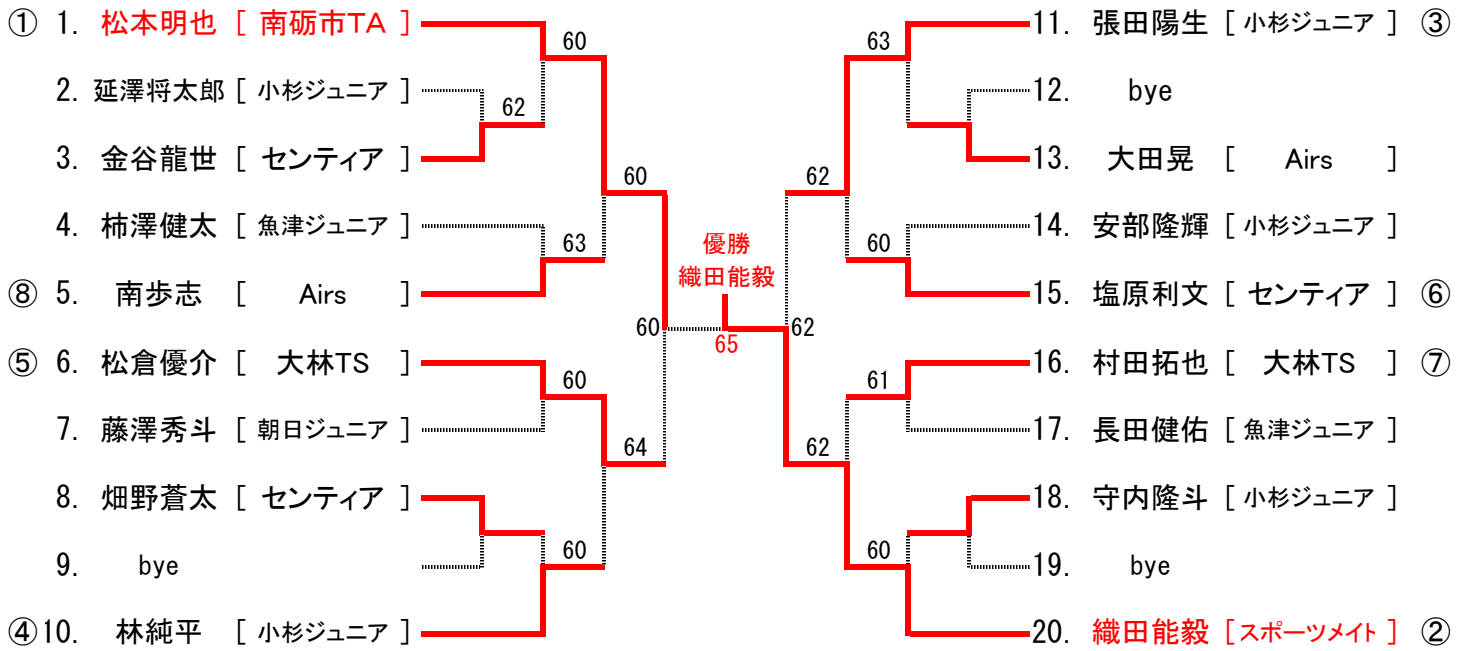 ① 1. 松本明也 [ 南砺市TA ]
2. 延澤将太郎 [ 小杉ジュニア ]
3. 金谷龍世 [ センティア ]
4. 柿澤健太 [ 魚津ジュニア ]
⑧ 5. 南歩志 [ Airs ]
⑤ 6. 松倉優介 [ 大林TS ]
7. 藤澤秀斗 [ 朝日ジュニア ]
8. 畑野蒼太 [ センティア ]
9. bye
④ 10. 林純平 [ 小杉ジュニア ]
60
62
63
60
60
60
64
60
優勝
織田能毅
65
62
62
62
63
60
61
60
11. 張田陽生 [ 小杉ジュニア ] ③
12. bye
13. 大田晃 [ Airs ]
14. 安部隆輝 [ 小杉ジュニア ]
15. 塩原利文 [ センティア ] ⑥
16. 村田拓也 [ 大林TS ] ⑦
17. 長田健佑 [ 魚津ジュニア ]
18. 守内隆斗 [ 小杉ジュニア ]
19. bye
20. 織田能毅 [スポーツメイト ] ②